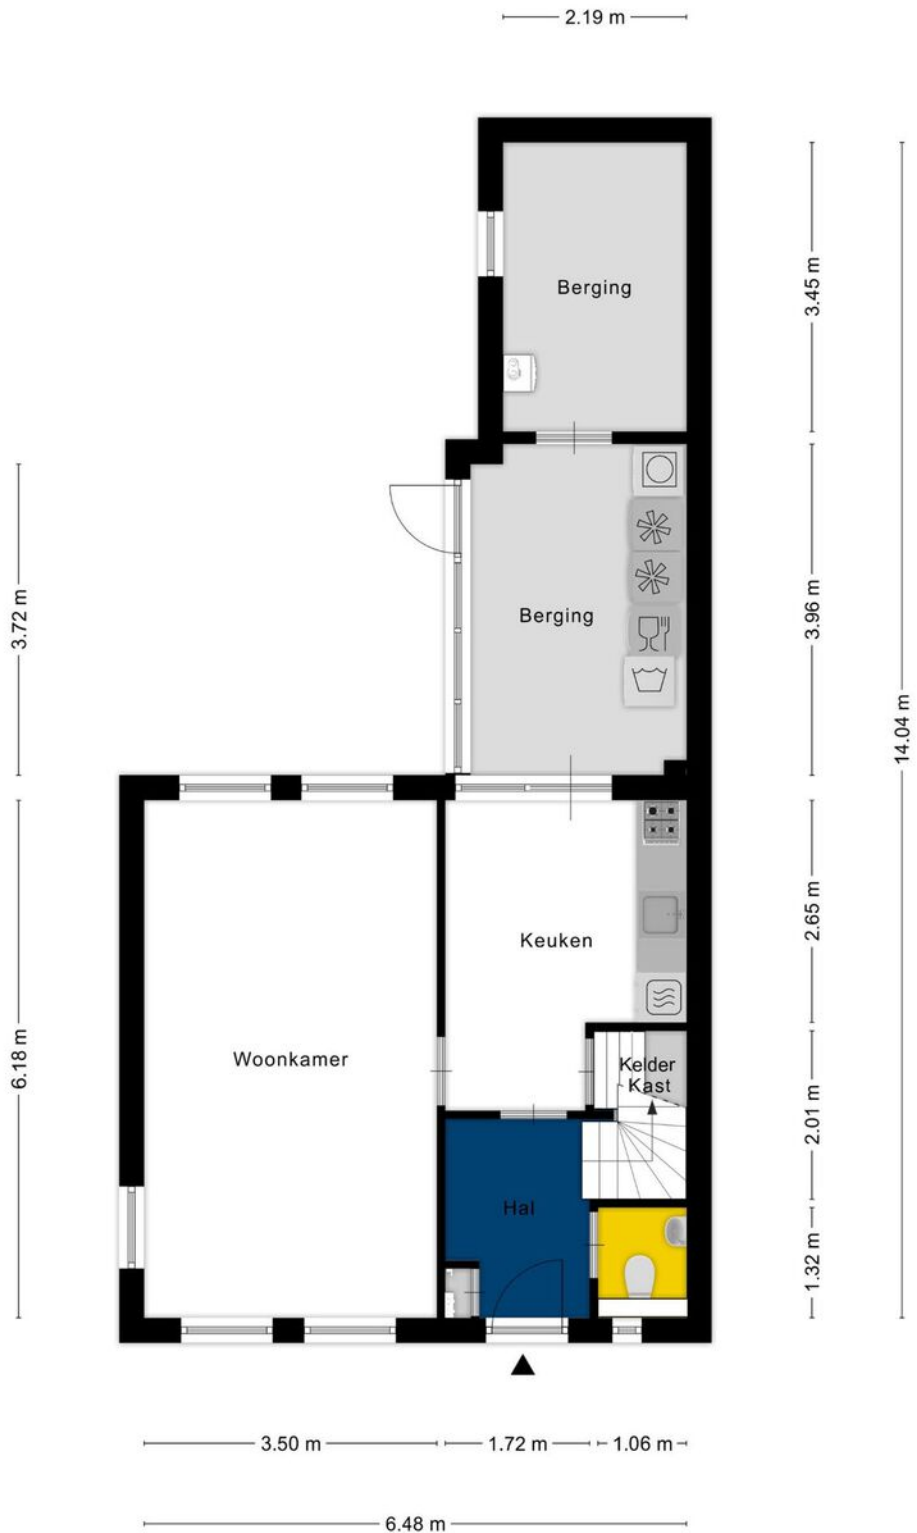 2.19 m
Berging
3.45 m
3.72 m
Berging
3.96 m
14.04 m
Keuken
2.65 m
Woonkamer
6.18 m
Kelder
Kast
2.01 m
Hal
1.32 m
3.50 m
1.72 m
1.06 m
6.48 m